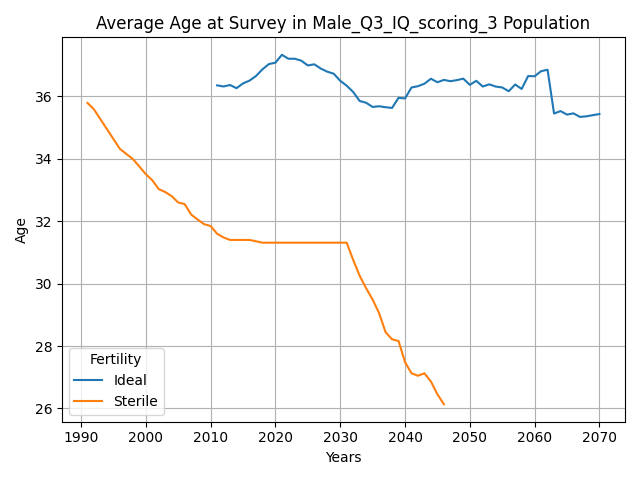 Average Age at Survey in Male_Q3_IQ_scoring_3 Population
Age
36
34
32
30
28
26
Fertility
Ideal
Sterile
1990 2000 2010 2020 2030 2040 2050 2060 2070
Years